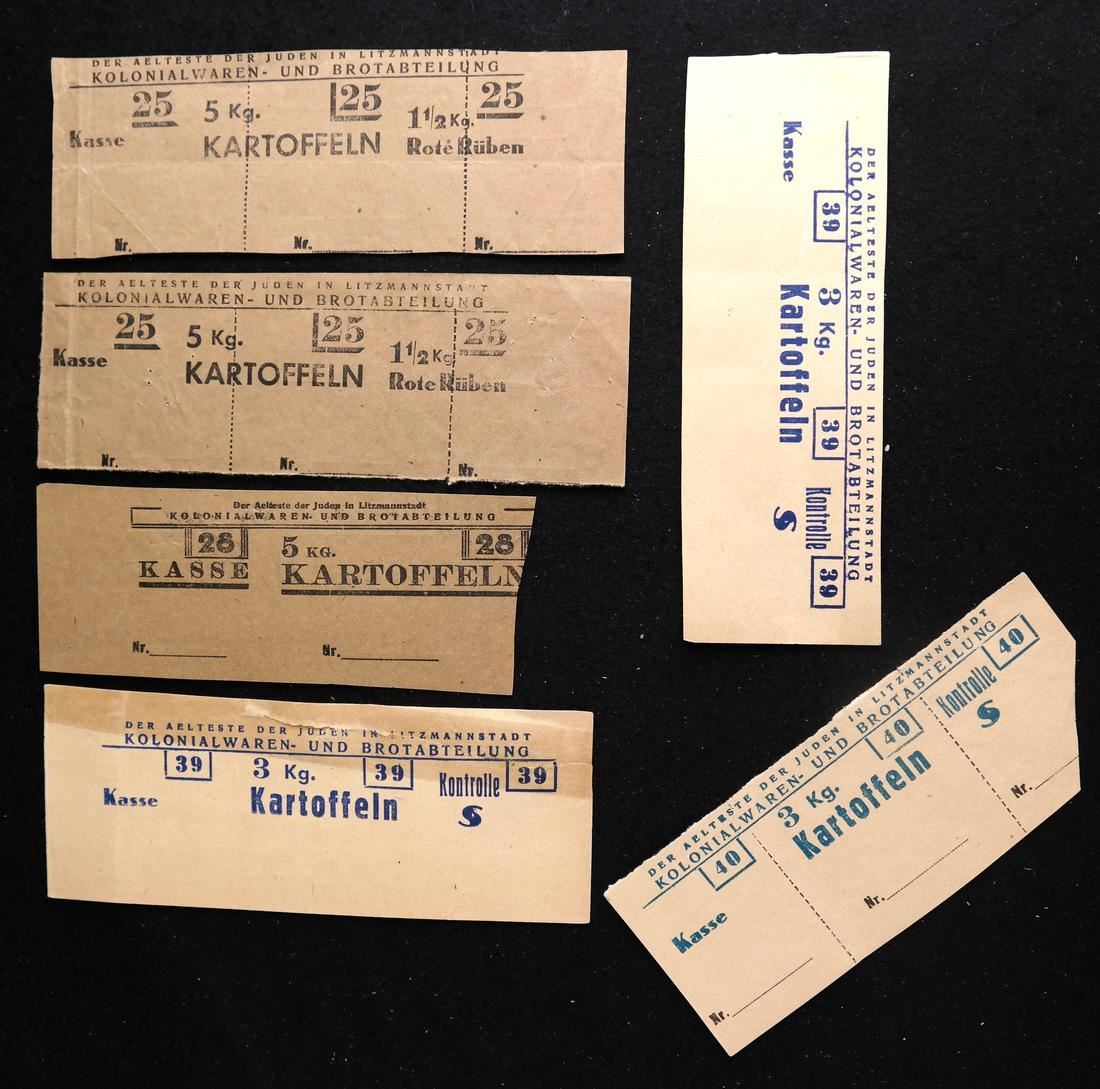 DER AELTESTE DER JUDEN IN LITZMANNSTADT
KOLONIALWAREN- UND BROTABTEILUNG
25 25 25
5 Kg. 1 1/2 Kg.
Kasse KARTOFFELN Rote Rüben
Nr. Nr. Nr.
DER AELTESTE DER JUDEN IN LITZMANNSTADT
KOLONIALWAREN- UND BROTABTEILUNG
25 25 25
5 Kg. 1 1/2 Kg.
Kasse KARTOFFELN Rote Rüben
Nr. Nr. Nr.
Der Aelteste der Juden in Litzmannstadt
KOLONIALWAREN- UND BROTABTEILUNG
28 5 KG. 28
KASSE KARTOFFELN
Nr. Nr.
DER AELTESTE DER JUDEN IN LITZMANNSTADT
KOLONIALWAREN- UND BROTABTEILUNG
39 3 Kg. 39 Kontrolle 39
Kasse Kartoffeln S
DER AELTESTE DER JUDEN IN LITZMANNSTADT
KOLONIALWAREN- UND BROTABTEILUNG
39 3 Kg. 39 Kontrolle 39
Kasse Kartoffeln S
DER AELTESTE DER JUDEN IN LITZMANNSTADT
KOLONIALWAREN- UND BROTABTEILUNG
40 3 Kg. 40 Kontrolle 40
Kasse Kartoffeln S
Nr. Nr. Nr.